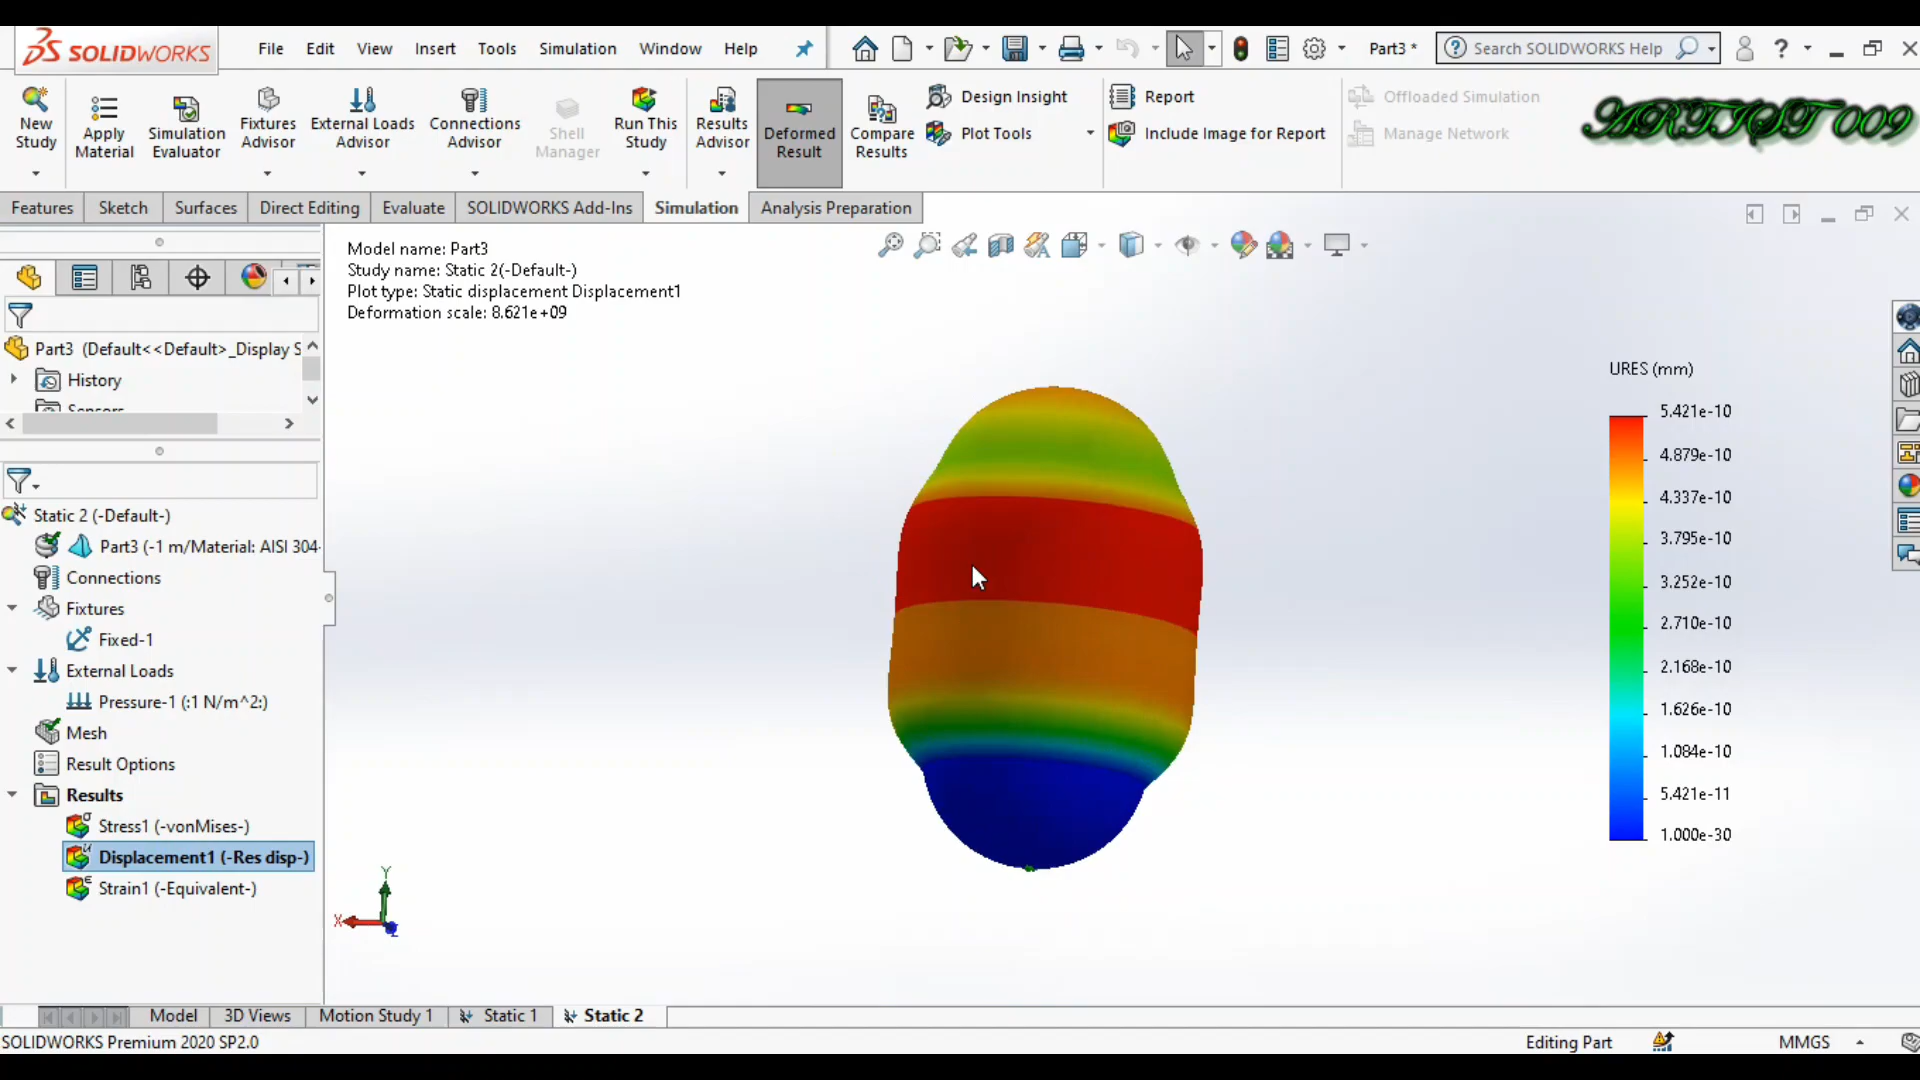 SOLIDWORKS
File Edit View Insert Tools Simulation Window Help
Part3 *
Search SOLIDWORKS Help
New Study
Apply Material
Simulation Evaluator
Fixtures Advisor
External Loads Advisor
Connections Advisor
Shell Manager
Run This Study
Results Advisor
Deformed Result
Compare Results
Design Insight
Plot Tools
Report
Include Image for Report
Offloaded Simulation
Manage Network
ARTIST 009
Features Sketch Surfaces Direct Editing Evaluate SOLIDWORKS Add-Ins Simulation Analysis Preparation
Model name: Part3
Study name: Static 2(-Default-)
Plot type: Static displacement Displacement1
Deformation scale: 8.621e+09
Part3 (Default<<Default>_Display S
History
Sensors
Static 2 (-Default-)
Part3 (-1 m/Material: AISI 304-
Connections
Fixtures
Fixed-1
External Loads
Pressure-1 (:1 N/m^2:)
Mesh
Result Options
Results
Stress1 (-vonMises-)
Displacement1 (-Res disp-)
Strain1 (-Equivalent-)
Y
X
Z
URES (mm)
5.421e-10
4.879e-10
4.337e-10
3.795e-10
3.252e-10
2.710e-10
2.168e-10
1.626e-10
1.084e-10
5.421e-11
1.000e-30
Model 3D Views Motion Study 1 Static 1 Static 2
SOLIDWORKS Premium 2020 SP2.0
Editing Part
MMGS